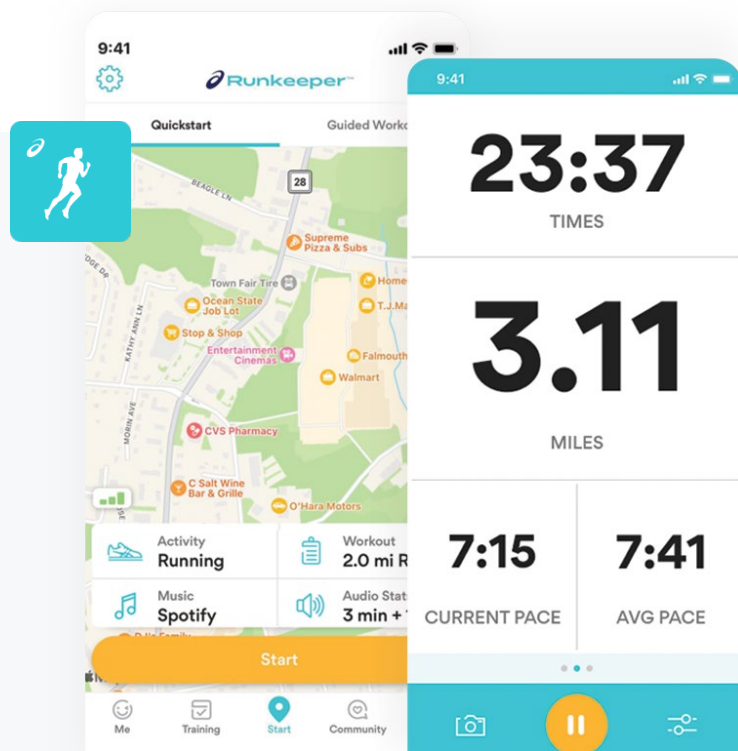 9:41
Runkeeper
Quickstart
Guided Worko
28
BEAGLE LN
Supreme
Pizza & Subs
Town Fair Tire
Home
Ocean State
Job Lot
T.J.Ma
KATHY ANN LN
Stop & Shop
Entertainment
Cinemas
Falmouth
Walmart
MORIN AVE
CVS Pharmacy
C Salt Wine
Bar & Grille
O'Hara Motors
Activity
Running
Workout
2.0 mi R
Music
Spotify
Audio Stat
3 min +
Start
Me
Training
Start
Community
9:41
23:37
TIMES
3.11
MILES
7:15
CURRENT PACE
7:41
AVG PACE